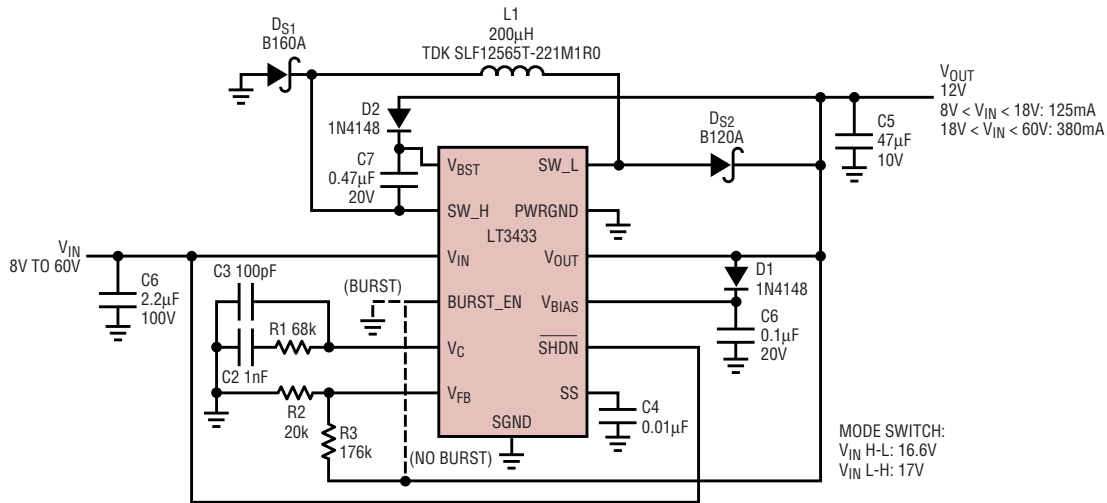 L1
200µH
TDK SLF12565T-221M1R0
DS1
B160A
VOUT
12V
8V < VIN < 18V: 125mA
18V < VIN < 60V: 380mA
D2
1N4148
DS2
B120A
C5
47µF
10V
C7
0.47µF
20V
VBST
SW_L
SW_H
PWRGND
LT3433
VIN
8V TO 60V
VIN
VOUT
D1
1N4148
C6
2.2µF
100V
C3 100pF
(BURST)
BURST_EN
VBIAS
C6
0.1µF
20V
R1 68k
VC
SHDN
C2 1nF
VFB
SS
R2
20k
SGND
C4
0.01µF
R3
176k
(NO BURST)
MODE SWITCH:
VIN H-L: 16.6V
VIN L-H: 17V